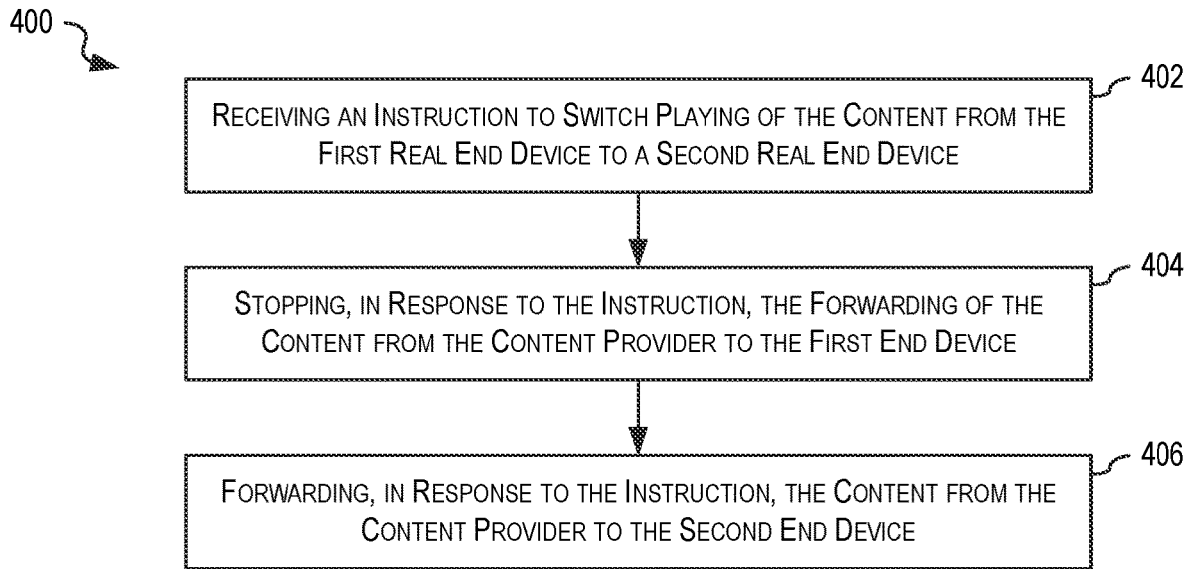 400
402
RECEIVING AN INSTRUCTION TO SWITCH PLAYING OF THE CONTENT FROM THE
FIRST REAL END DEVICE TO A SECOND REAL END DEVICE
404
STOPPING, IN RESPONSE TO THE INSTRUCTION, THE FORWARDING OF THE
CONTENT FROM THE CONTENT PROVIDER TO THE FIRST END DEVICE
406
FORWARDING, IN RESPONSE TO THE INSTRUCTION, THE CONTENT FROM THE
CONTENT PROVIDER TO THE SECOND END DEVICE